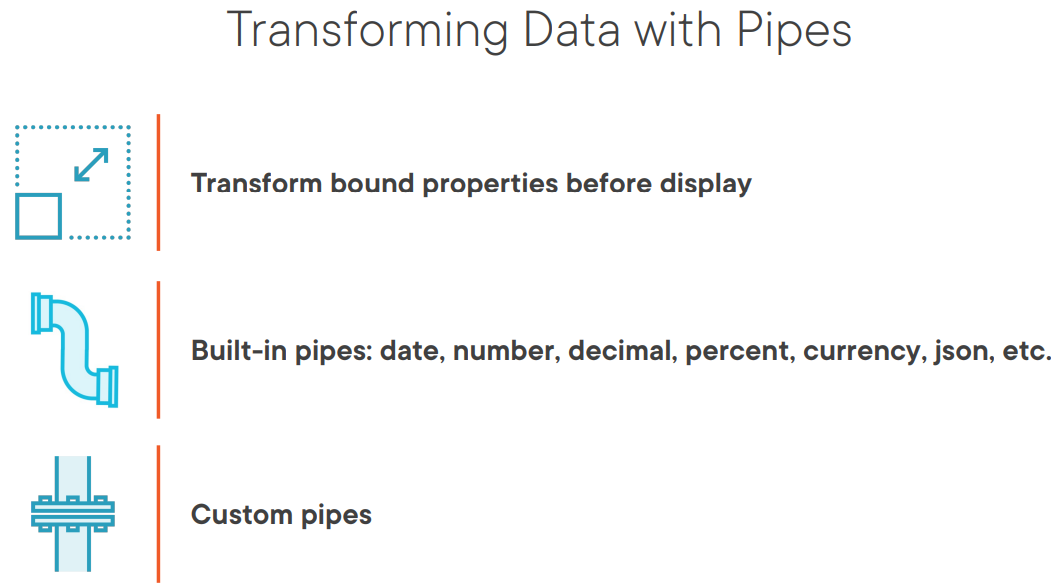 Transforming Data with Pipes
Transform bound properties before display
Built-in pipes: date, number, decimal, percent, currency, json, etc.
Custom pipes